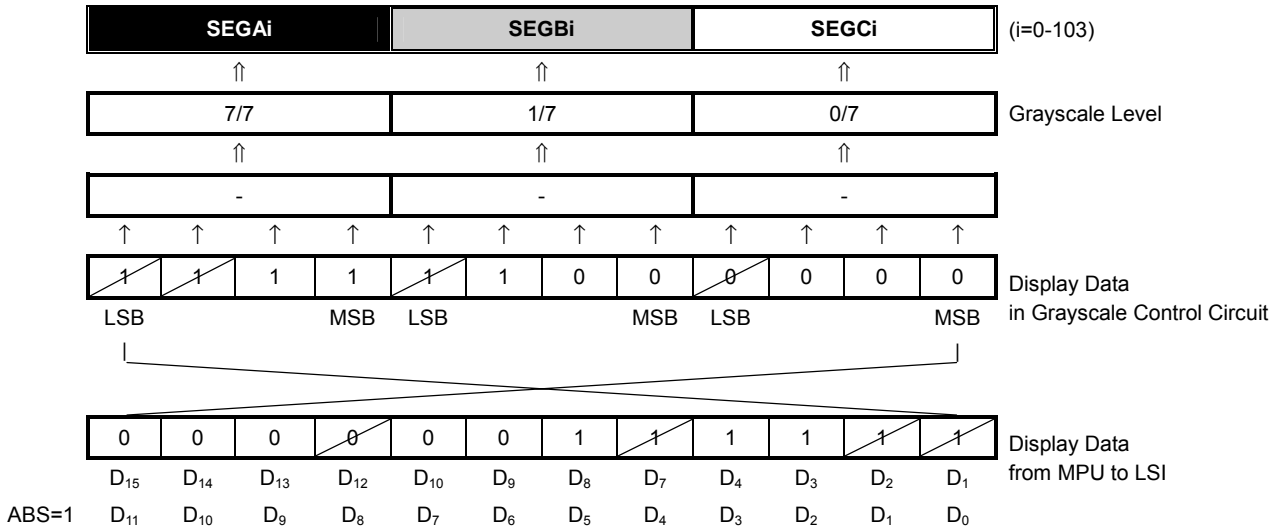 SEGAi SEGBi SEGCi (i=0-103)
⇑ ⇑ ⇑
7/7 1/7 0/7 Grayscale Level
⇑ ⇑ ⇑
- - -
↑ ↑ ↑ ↑ ↑ ↑ ↑ ↑ ↑ ↑ ↑ ↑
1 1 1 1 1 1 0 0 0 0 0 0 Display Data
in Grayscale Control Circuit
LSB MSB LSB MSB LSB MSB
0 0 0 0 0 0 1 1 1 1 1 1 Display Data
from MPU to LSI
D15 D14 D13 D12 D10 D9 D8 D7 D4 D3 D2 D1
ABS=1 D11 D10 D9 D8 D7 D6 D5 D4 D3 D2 D1 D0